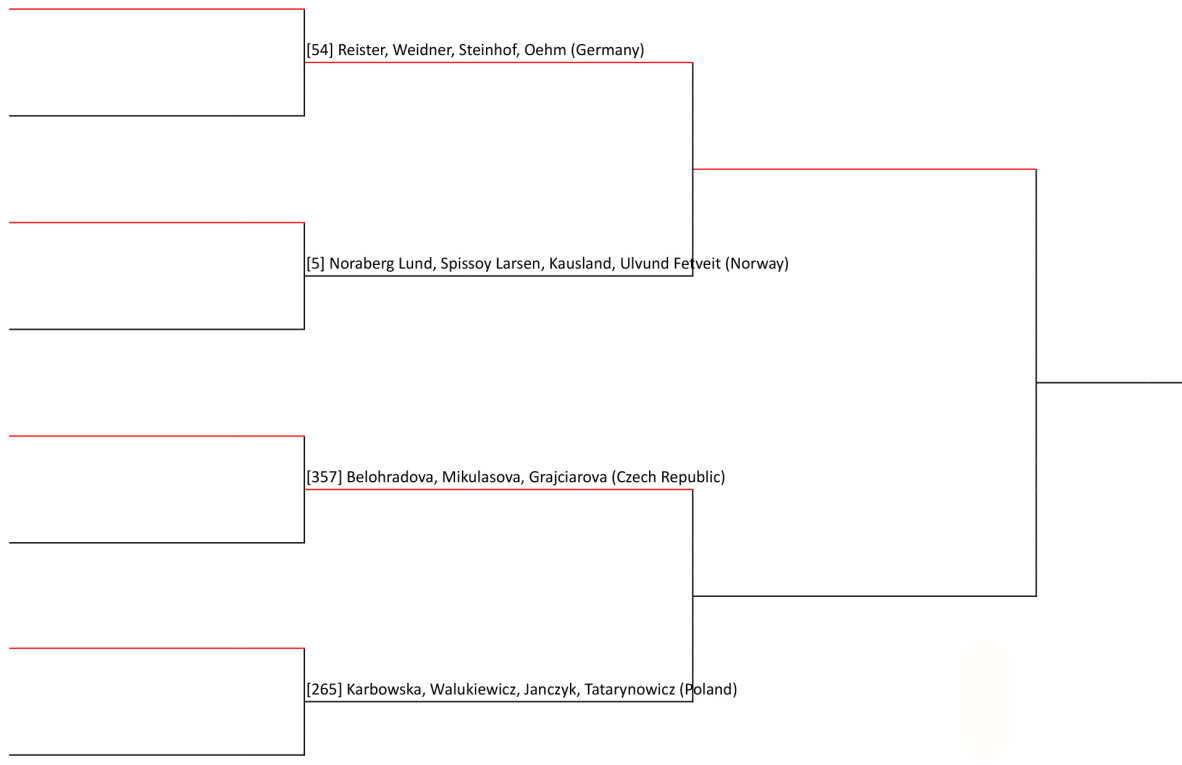 [54] Reister, Weidner, Steinhof, Oehm (Germany)
[5] Noraberg Lund, Spissoy Larsen, Kausland, Ulvund Fetveit (Norway)
[357] Belohradova, Mikulasova, Grajciarova (Czech Republic)
[265] Karbowska, Walukiewicz, Janczyk, Tatarynowicz (Poland)